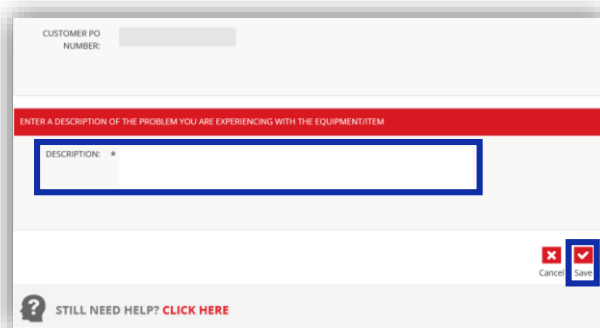 CUSTOMER PO
NUMBER:
ENTER A DESCRIPTION OF THE PROBLEM YOU ARE EXPERIENCING WITH THE EQUIPMENT/ITEM
DESCRIPTION: *
Cancel Save
STILL NEED HELP? CLICK HERE